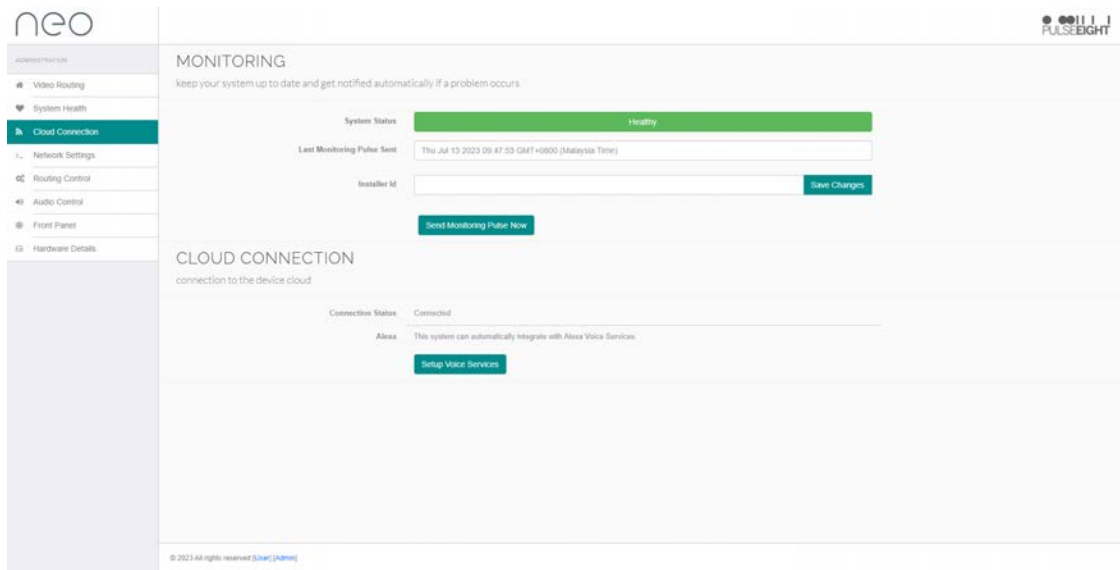 neo
PULSEEIGHT
ADMINISTRATION
Video Routing
System Health
Cloud Connection
Network Settings
Routing Control
Audio Control
Front Panel
Hardware Details
MONITORING
keep your system up to date and get notified automatically if a problem occurs
System Status Healthy
Last Monitoring Pulse Sent Thu Jul 13 2023 09:47:53 GMT+0800 (Malaysia Time)
Installer Id Save Changes
Send Monitoring Pulse Now
CLOUD CONNECTION
connection to the device cloud
Connection Status Connected
Alexa This system can automatically integrate with Alexa Voice Services.
Setup Voice Services
© 2023 All rights reserved [User] [Admin]